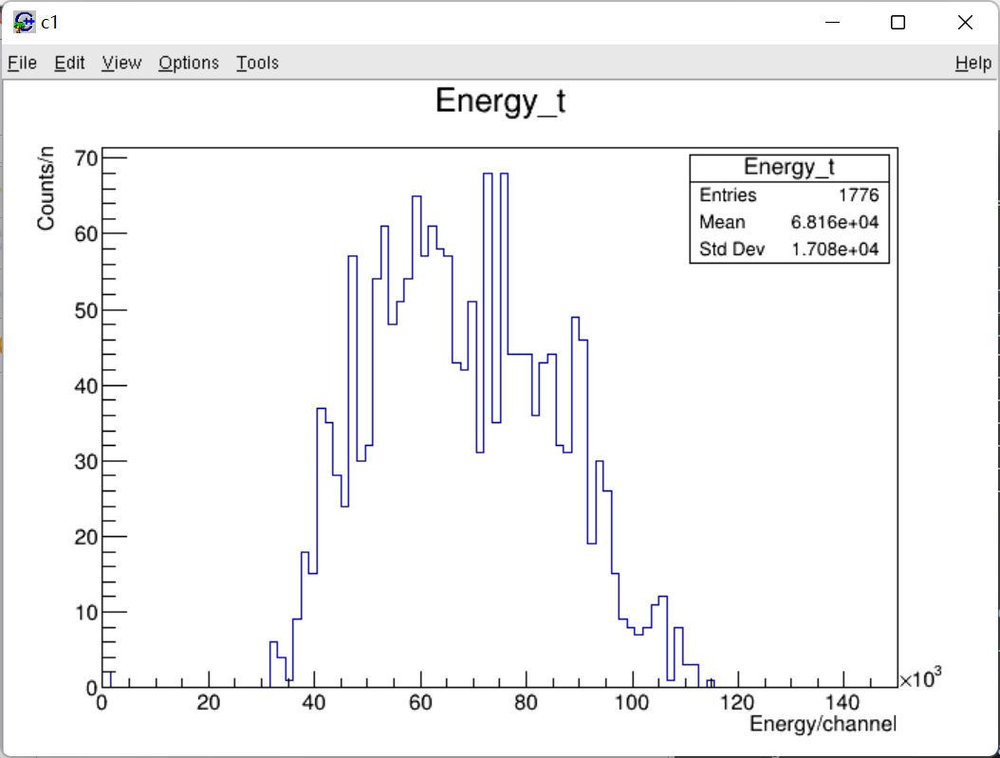 c1
File Edit View Options Tools Help
Energy_t
Counts/n
70
60
50
40
30
20
10
0
Energy_t
Entries 1776
Mean 6.816e+04
Std Dev 1.708e+04
0 20 40 60 80 100 120 140
×10³
Energy/channel